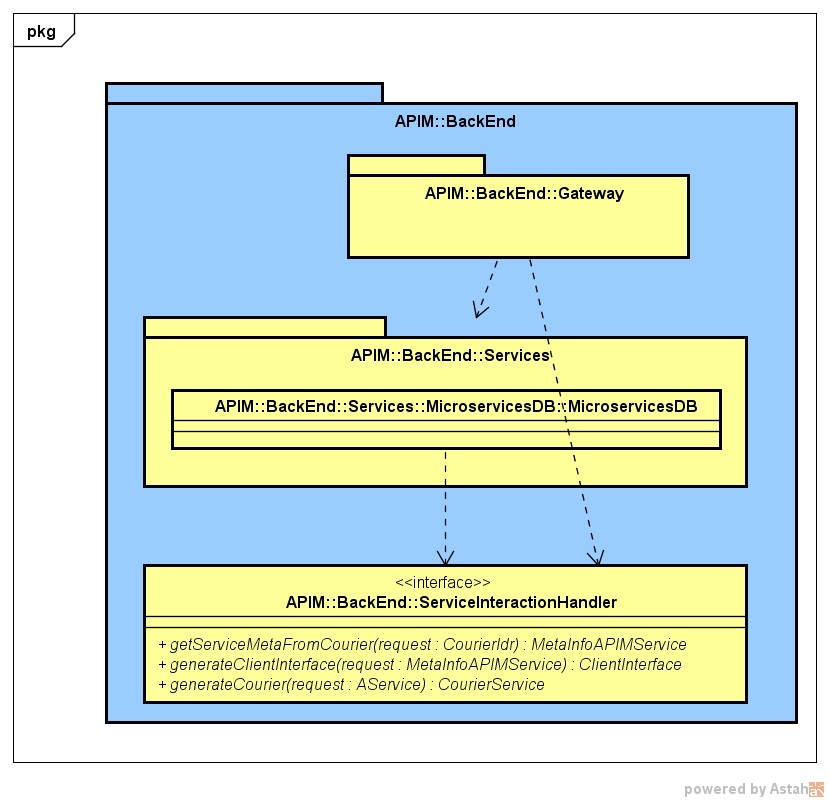 pkg
APIM::BackEnd
APIM::BackEnd::Gateway
APIM::BackEnd::Services
APIM::BackEnd::Services::MicroservicesDB::MicroservicesDB
<<interface>>
APIM::BackEnd::ServiceInteractionHandler
+ getServiceMetaFromCourier(request : CourierIdr) : MetaInfoAPIMService
+ generateClientInterface(request : MetaInfoAPIMService) : ClientInterface
+ generateCourier(request : AService) : CourierService
powered by Astah